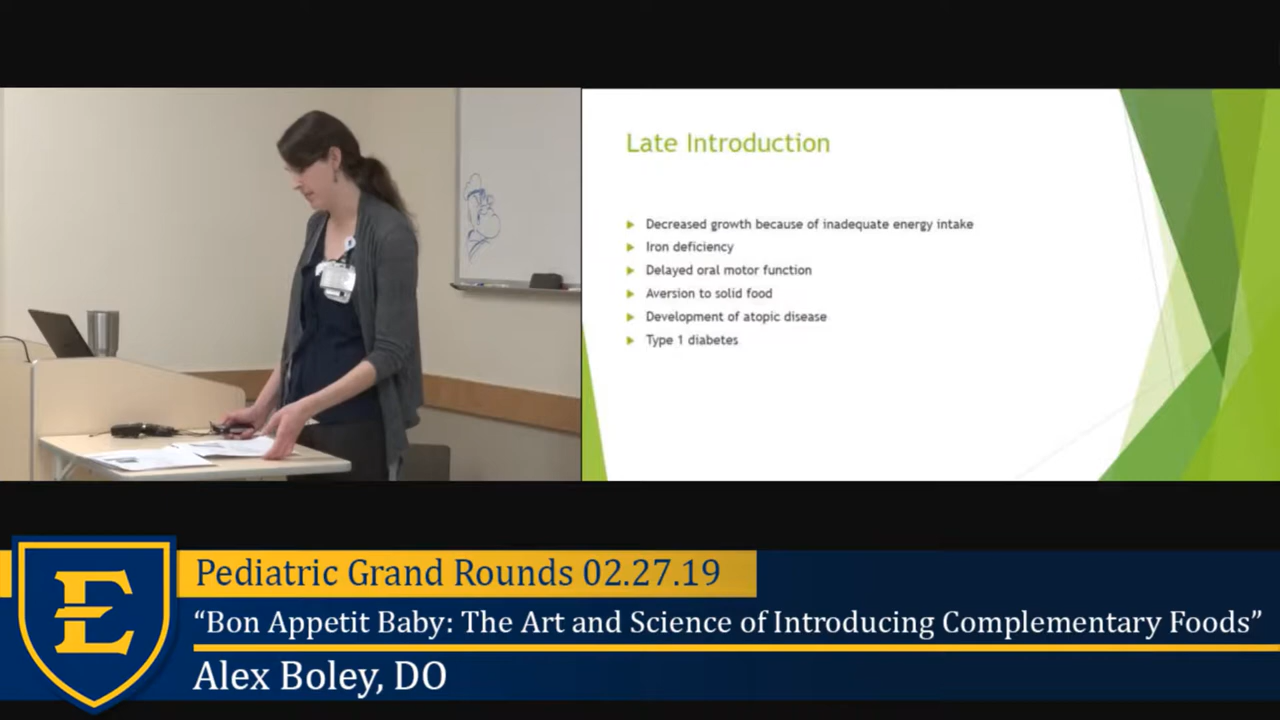 Late Introduction
Decreased growth because of inadequate energy intake
Iron deficiency
Delayed oral motor function
Aversion to solid food
Development of atopic disease
Type 1 diabetes
E
Pediatric Grand Rounds 02.27.19
“Bon Appetit Baby: The Art and Science of Introducing Complementary Foods”
Alex Boley, DO